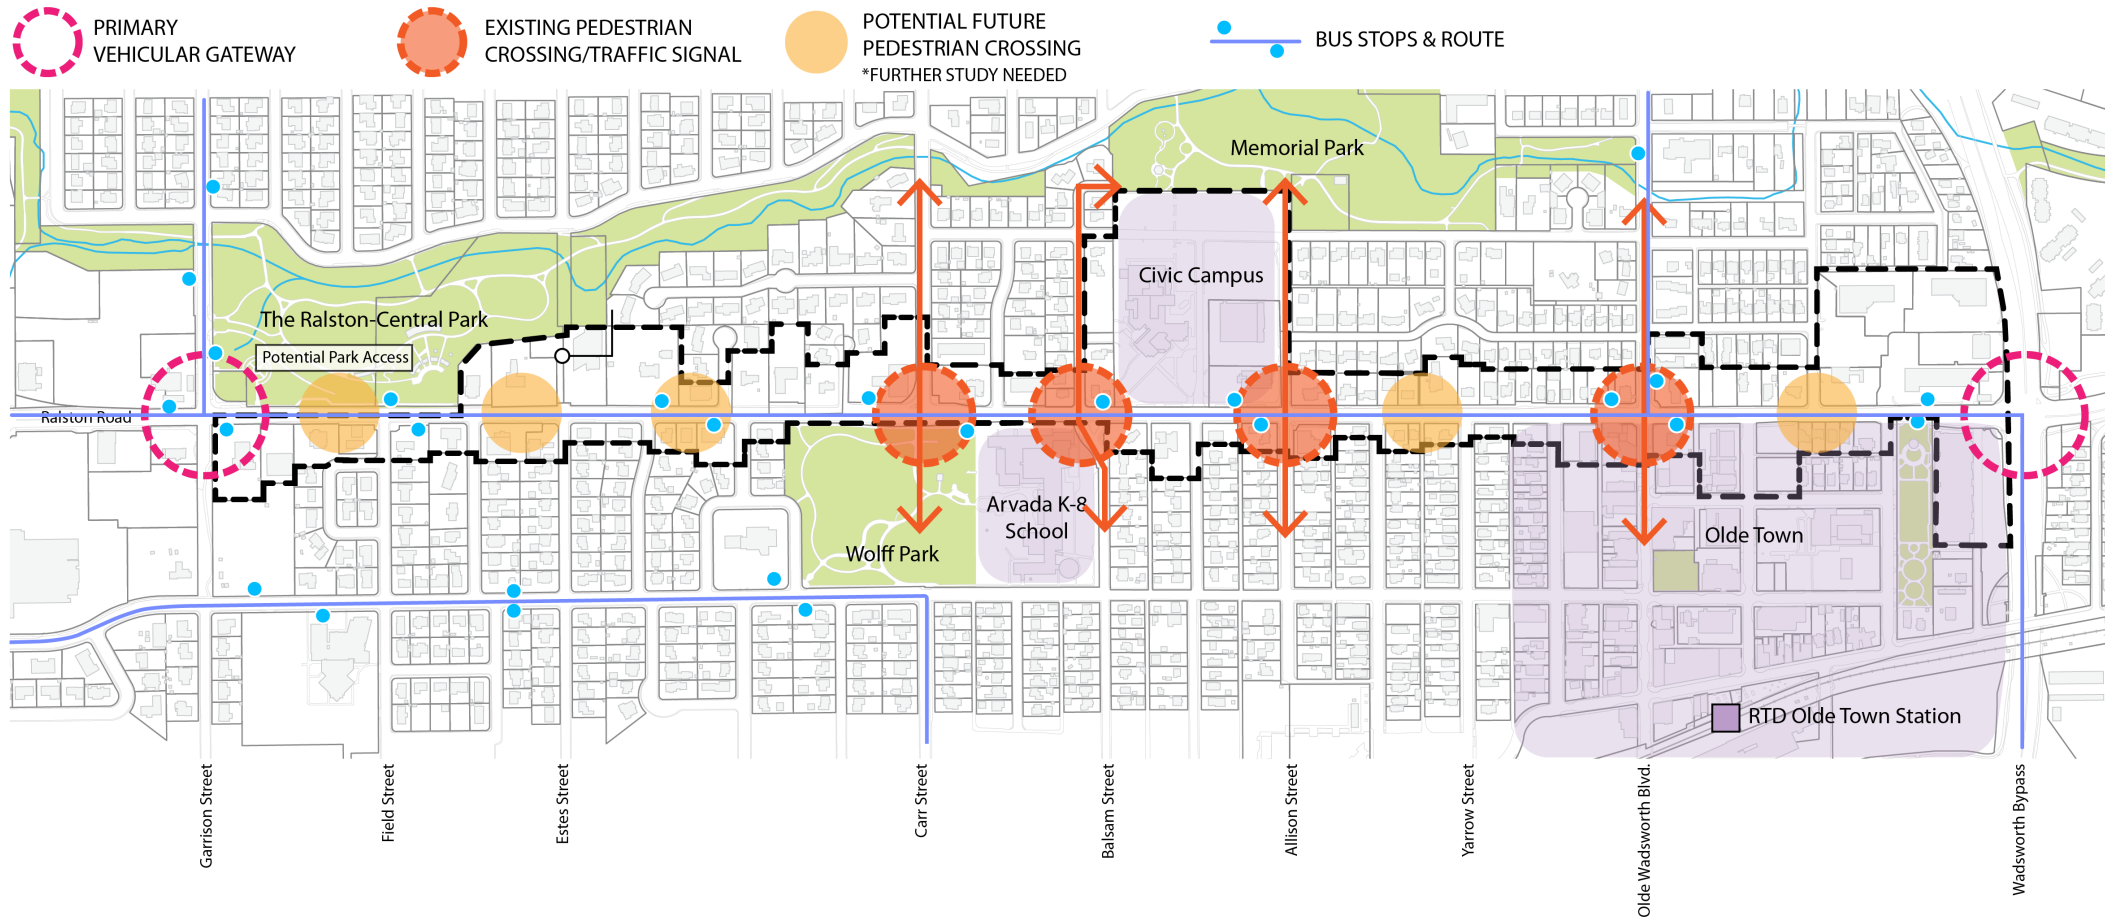 PRIMARY
VEHICULAR GATEWAY
EXISTING PEDESTRIAN
CROSSING/TRAFFIC SIGNAL
POTENTIAL FUTURE
PEDESTRIAN CROSSING
*FURTHER STUDY NEEDED
BUS STOPS & ROUTE
Memorial Park
Civic Campus
The Ralston-Central Park
Potential Park Access
Ralston Road
Arvada K-8
School
Wolff Park
Olde Town
RTD Olde Town Station
Garrison Street
Field Street
Estes Street
Carr Street
Balsam Street
Allison Street
Yarrow Street
Olde Wadsworth Blvd.
Wadsworth Bypass